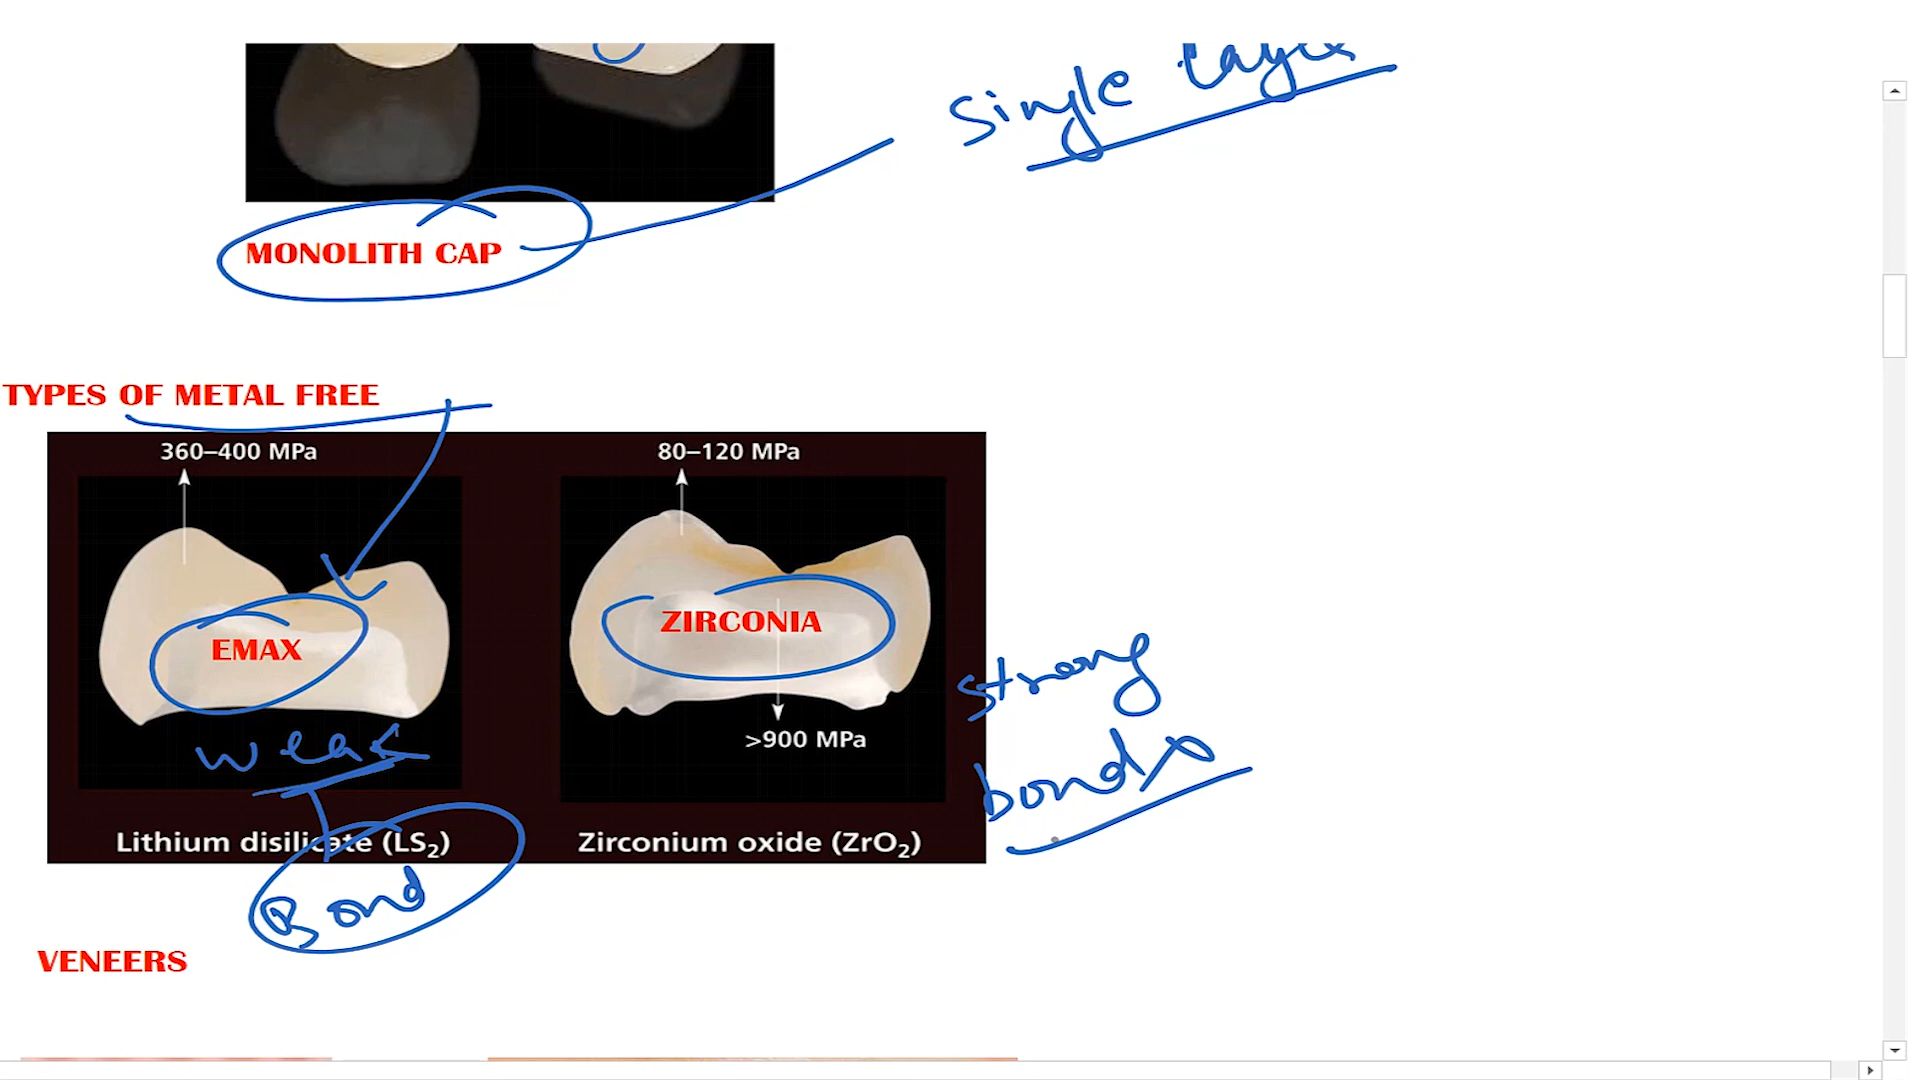 Single layer
MONOLITH CAP
TYPES OF METAL FREE
360–400 MPa
80–120 MPa
EMAX
ZIRCONIA
weak
strong
>900 MPa
bond x
Lithium disilicate (LS₂)
Zirconium oxide (ZrO₂)
Bond
VENEERS